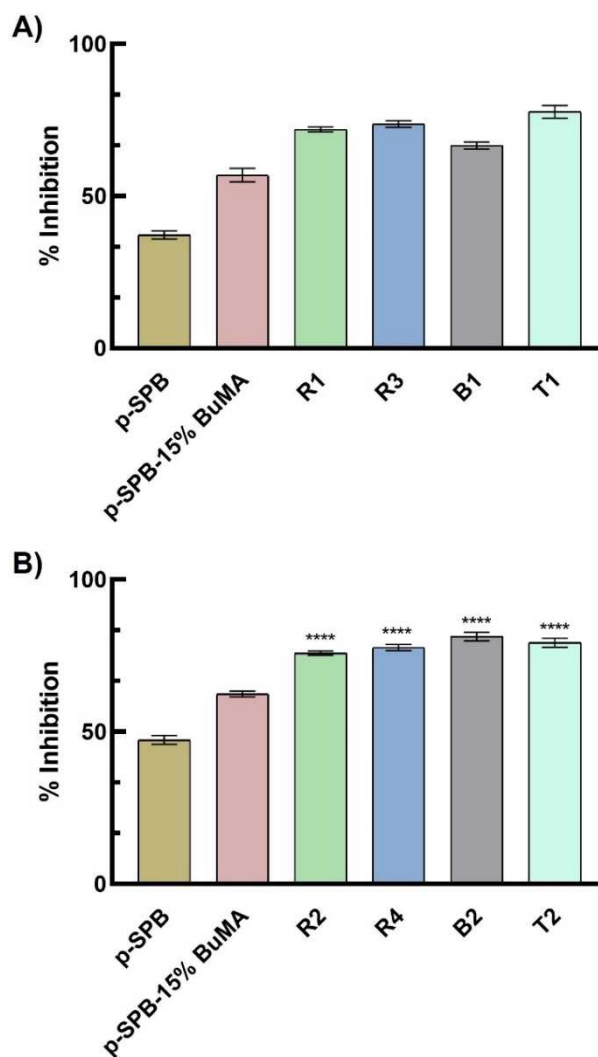 A)
% Inhibition
100
50
0
p-SPB
p-SPB-15% BuMA
R1
R3
B1
T1
B)
% Inhibition
100
50
0
**** **** **** ****
p-SPB
p-SPB-15% BuMA
R2
R4
B2
T2